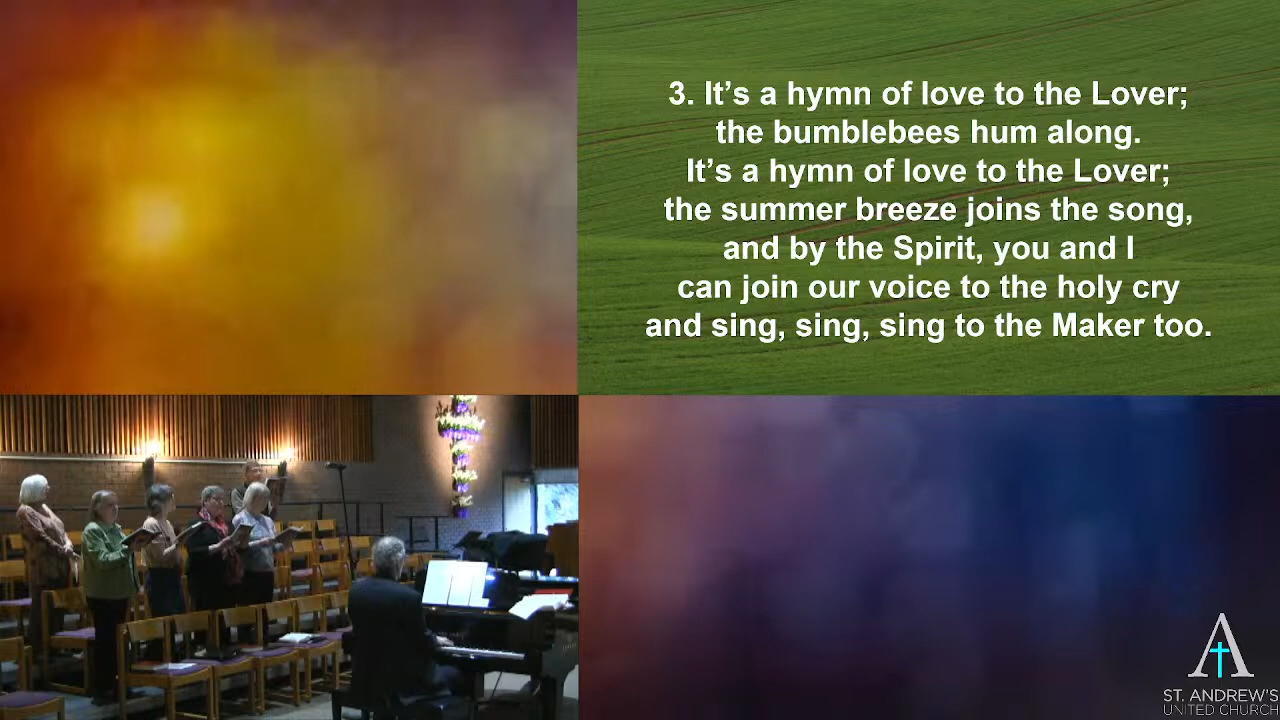 3. It’s a hymn of love to the Lover;
the bumblebees hum along.
It’s a hymn of love to the Lover;
the summer breeze joins the song,
and by the Spirit, you and I
can join our voice to the holy cry
and sing, sing, sing to the Maker too.
ST. ANDREW'S
UNITED CHURCH